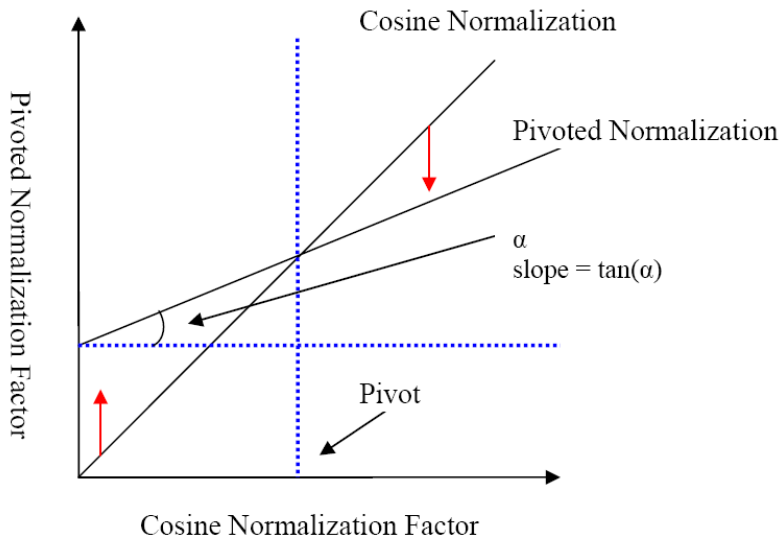 Cosine Normalization
Pivoted Normalization
α
slope = tan(α)
Pivot
Pivoted Normalization Factor
Cosine Normalization Factor